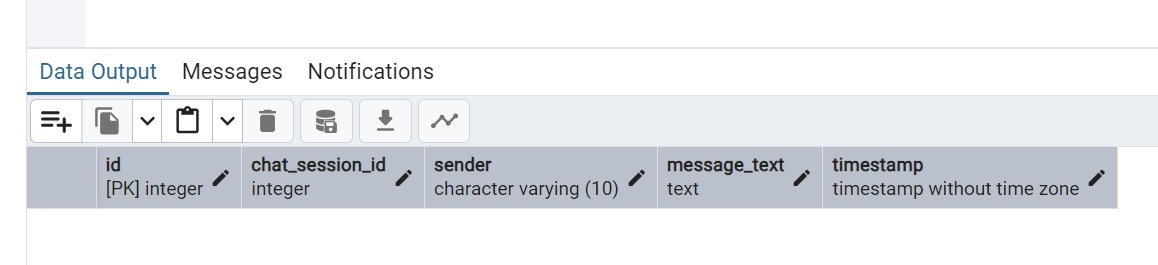 Data Output Messages Notifications
id chat_session_id sender message_text timestamp
[PK] integer integer character varying (10) text timestamp without time zone